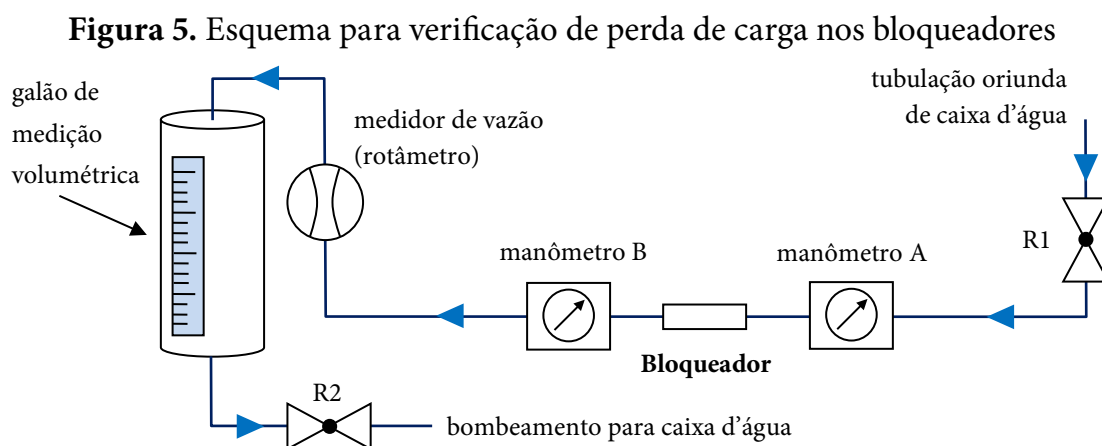 Figura 5. Esquema para verificação de perda de carga nos bloqueadores
galão de
medição
volumétrica
medidor de vazão
(rotâmetro)
tubulação oriunda
de caixa d'água
R1
manômetro B
manômetro A
Bloqueador
R2
bombeamento para caixa d'água